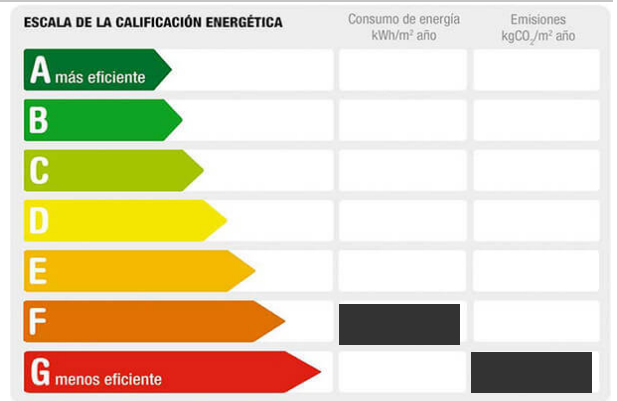 ESCALA DE LA CALIFICACIÓN ENERGÉTICA
Consumo de energía
kWh/m² año
Emisiones
kgCO₂/m² año
A más eficiente
B
C
D
E
F
G menos eficiente